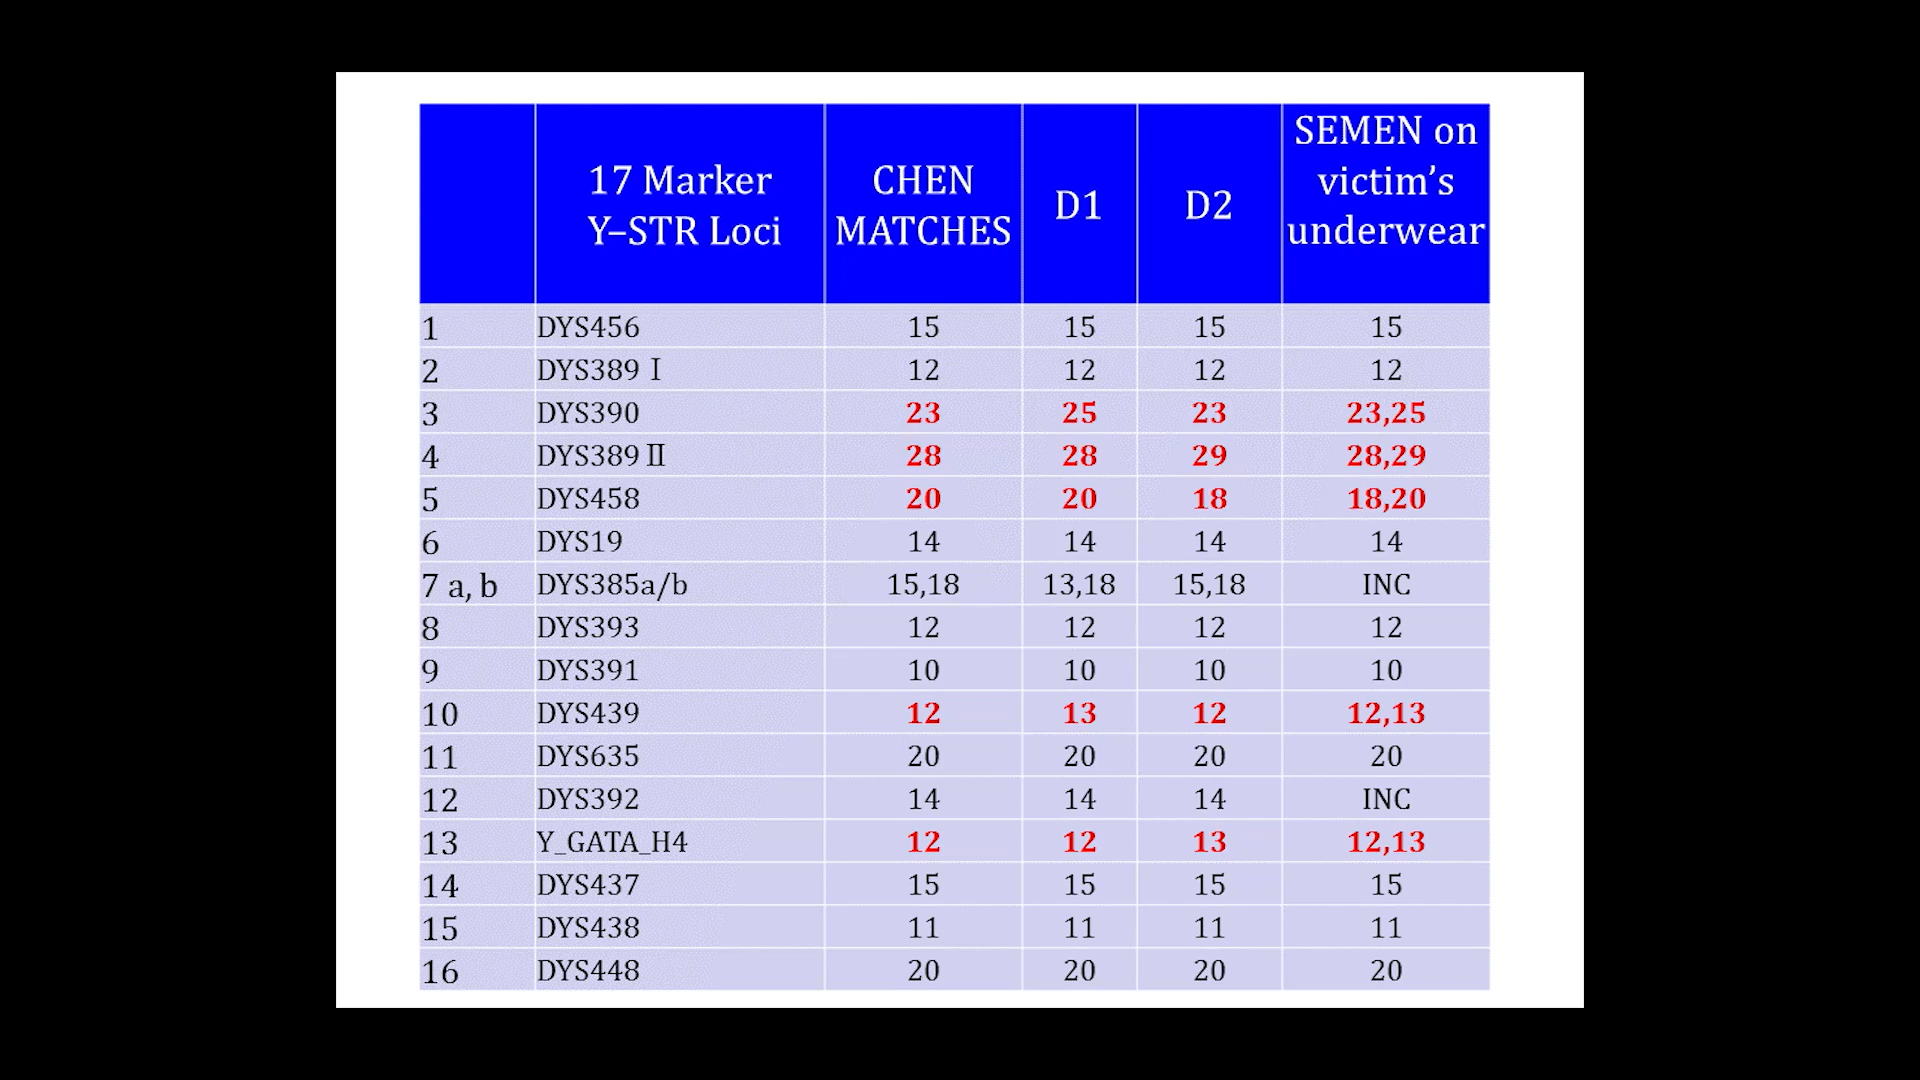 17 Marker
Y–STR Loci
CHEN
MATCHES
D1
D2
SEMEN on
victim’s
underwear
1 DYS456 15 15 15 15
2 DYS389Ⅰ 12 12 12 12
3 DYS390 23 25 23 23,25
4 DYS389Ⅱ 28 28 29 28,29
5 DYS458 20 20 18 18,20
6 DYS19 14 14 14 14
7 a, b DYS385a/b 15,18 13,18 15,18 INC
8 DYS393 12 12 12 12
9 DYS391 10 10 10 10
10 DYS439 12 13 12 12,13
11 DYS635 20 20 20 20
12 DYS392 14 14 14 INC
13 Y_GATA_H4 12 12 13 12,13
14 DYS437 15 15 15 15
15 DYS438 11 11 11 11
16 DYS448 20 20 20 20